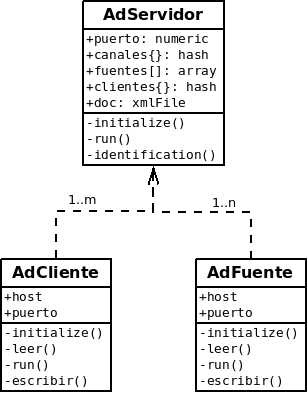 AdServidor
+puerto: numeric
+canales{}: hash
+fuentes[]: array
+clientes{}: hash
+doc: xmlFile
-initialize()
-run()
-identification()
1..m
1..n
AdCliente
+host
+puerto
-initialize()
-leer()
-run()
-escribir()
AdFuente
+host
+puerto
-initialize()
-leer()
-run()
-escribir()